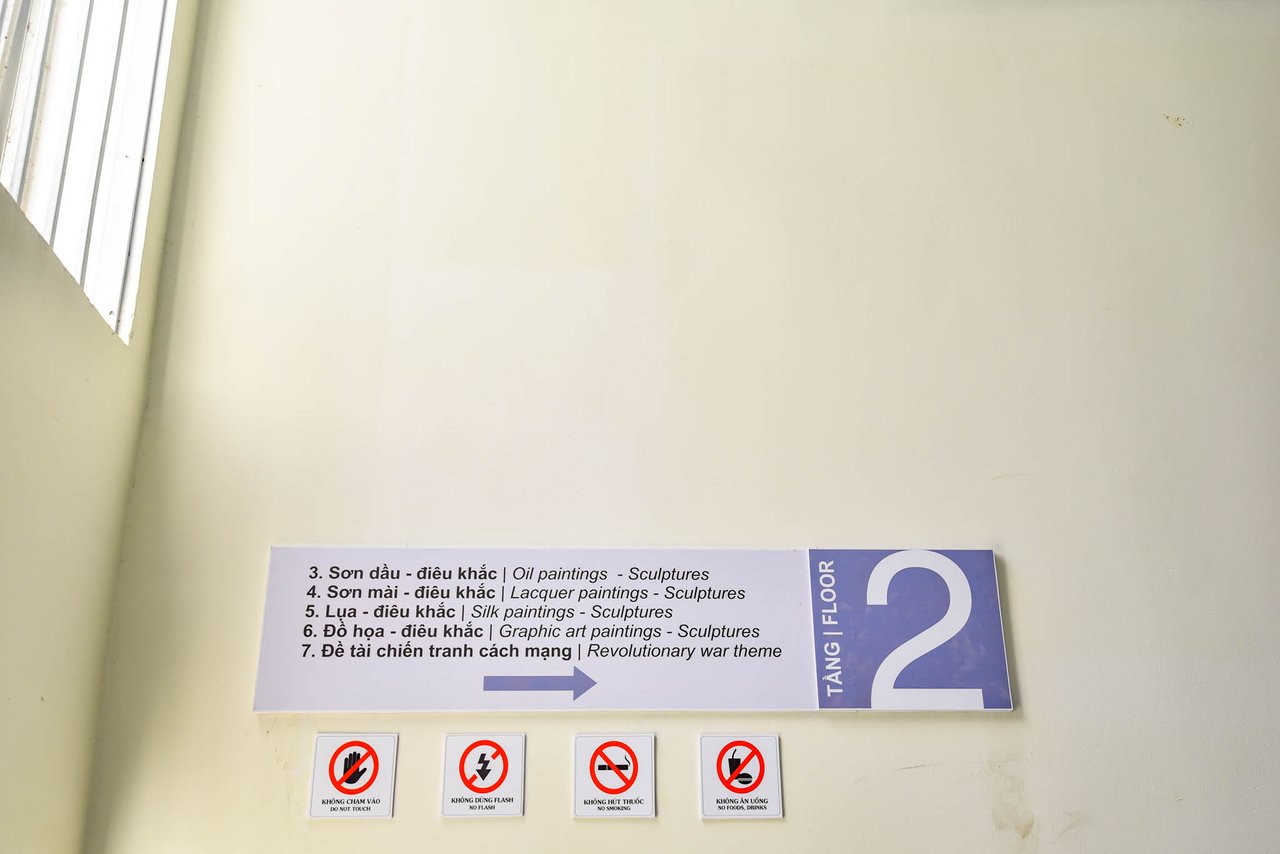 3. Sơn dầu - điêu khắc | Oil paintings - Sculptures
4. Sơn mài - điêu khắc | Lacquer paintings - Sculptures
5. Lụa - điêu khắc | Silk paintings - Sculptures
6. Đồ họa - điêu khắc | Graphic art paintings - Sculptures
7. Đề tài chiến tranh cách mạng | Revolutionary war theme
TẦNG | FLOOR
2
KHÔNG CHẠM VÀO
DO NOT TOUCH
KHÔNG DÙNG FLASH
NO FLASH
KHÔNG HÚT THUỐC
NO SMOKING
KHÔNG ĂN UỐNG
NO FOODS, DRINKS